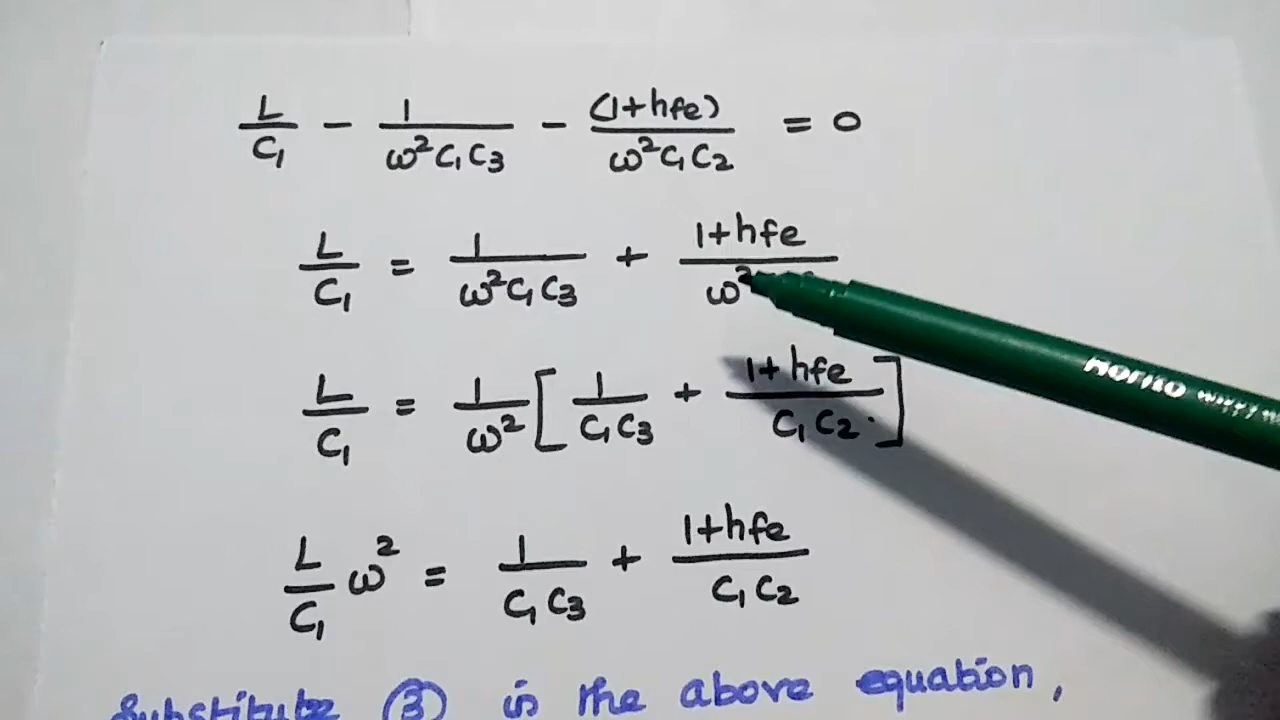 L/C₁ - 1/ω²C₁C₃ - (1+hfe)/ω²C₁C₂ = 0
L/C₁ = 1/ω²C₁C₃ + 1+hfe/ω²
L/C₁ = 1/ω² [1/C₁C₃ + 1+hfe/C₁C₂.]
L/C₁ ω² = 1/C₁C₃ + 1+hfe/C₁C₂
Substitute ③ in the above equation,